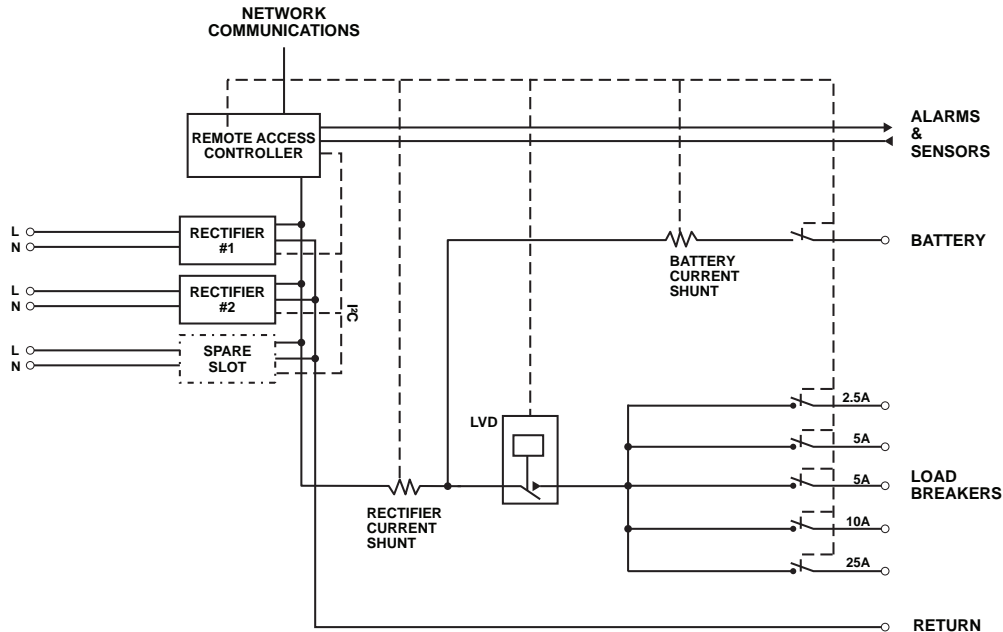 NETWORK
COMMUNICATIONS
REMOTE ACCESS
CONTROLLER
ALARMS
&
SENSORS
L
N
RECTIFIER
#1
BATTERY
BATTERY
CURRENT
SHUNT
L
N
RECTIFIER
#2
I²C
L
N
SPARE
SLOT
LVD
2.5A
5A
5A
10A
25A
LOAD
BREAKERS
RECTIFIER
CURRENT
SHUNT
RETURN